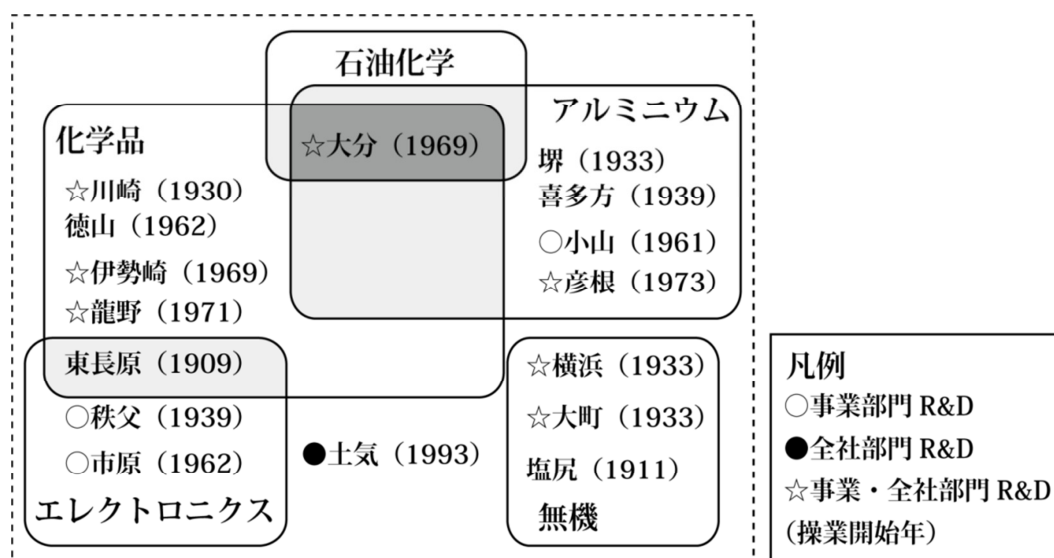 石油化学
アルミニウム
化学品
☆大分（1969）
堺（1933）
喜多方（1939）
○小山（1961）
☆彦根（1973）
☆川崎（1930）
徳山（1962）
☆伊勢崎（1969）
☆龍野（1971）
東長原（1909）
○秩父（1939）
○市原（1962）
エレクトロニクス
●土気（1993）
☆横浜（1933）
☆大町（1933）
塩尻（1911）
無機
凡例
○事業部門 R&D
●全社部門 R&D
☆事業・全社部門 R&D
（操業開始年）